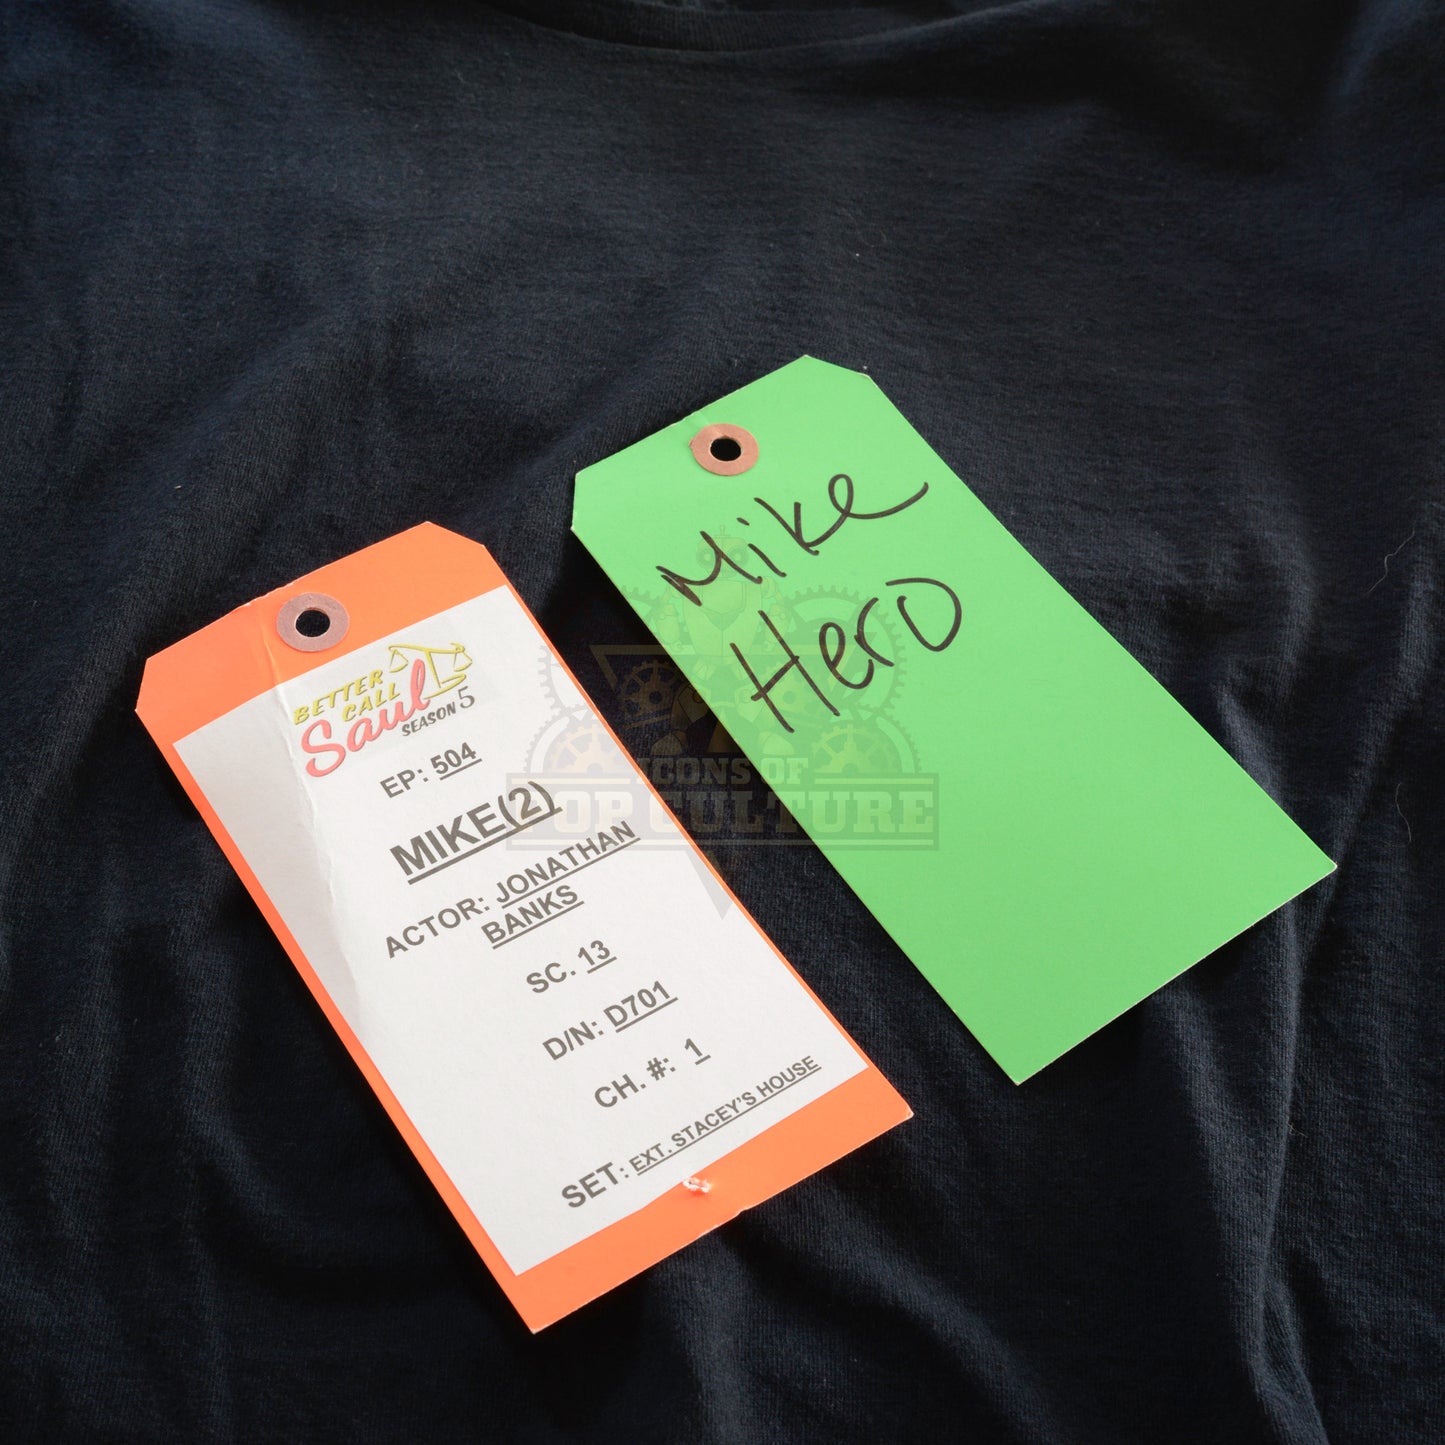 BETTER
CALL
Saul
SEASON 5
EP: 504
MIKE(2)
ACTOR: JONATHAN
BANKS
SC. 13
D/N: D701
CH. #: 1
SET: EXT. STACEY'S HOUSE
Mike
Hero
ICONS OF
POP CULTURE